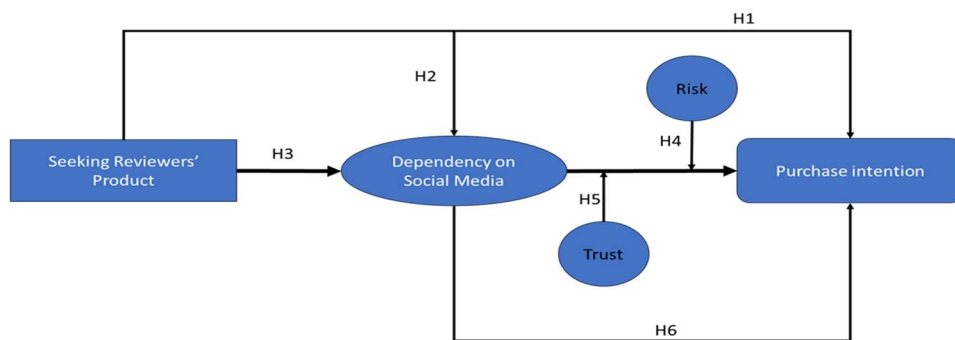 H1
H2
Risk
H3
H4
Seeking Reviewers’
Product
Dependency on
Social Media
Purchase intention
H5
Trust
H6